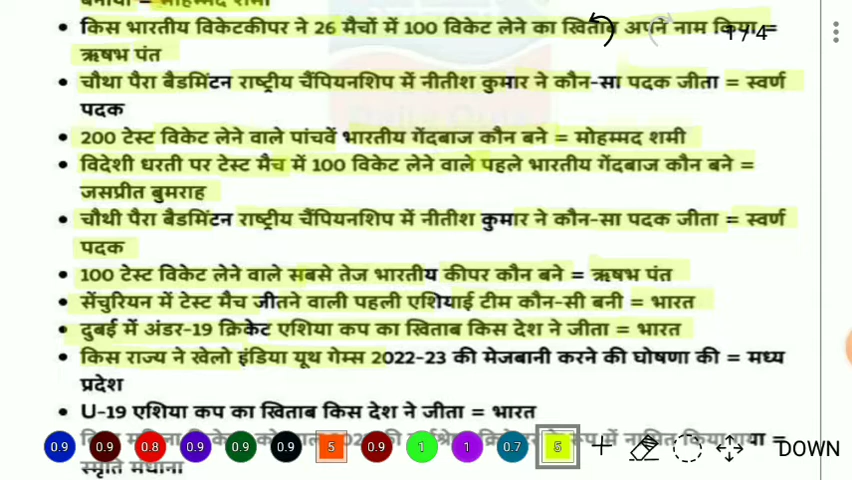 = मोहम्मद शमी
किस भारतीय विकेटकीपर ने 26 मैचों में 100 विकेट लेने का खिताब अपने नाम किया =
1 / 4
ऋषभ पंत
चौथा पैरा बैडमिंटन राष्ट्रीय चैंपियनशिप में नीतीश कुमार ने कौन-सा पदक जीता = स्वर्ण
पदक
200 टेस्ट विकेट लेने वाले पांचवें भारतीय गेंदबाज कौन बने = मोहम्मद शमी
विदेशी धरती पर टेस्ट मैच में 100 विकेट लेने वाले पहले भारतीय गेंदबाज कौन बने =
जसप्रीत बुमराह
चौथी पैरा बैडमिंटन राष्ट्रीय चैंपियनशिप में नीतीश कुमार ने कौन-सा पदक जीता = स्वर्ण
पदक
100 टेस्ट विकेट लेने वाले सबसे तेज भारतीय कीपर कौन बने = ऋषभ पंत
सेंचुरियन में टेस्ट मैच जीतने वाली पहली एशियाई टीम कौन-सी बनी = भारत
दुबई में अंडर-19 क्रिकेट एशिया कप का खिताब किस देश ने जीता = भारत
किस राज्य ने खेलो इंडिया यूथ गेम्स 2022-23 की मेजबानी करने की घोषणा की = मध्य
प्रदेश
U-19 एशिया कप का खिताब किस देश ने जीता = भारत
में नामित किया गया =
स्मृति मंधाना
0.9 0.9 0.8 0.9 0.9 0.9 5 0.9 1 1 0.7 5 DOWN